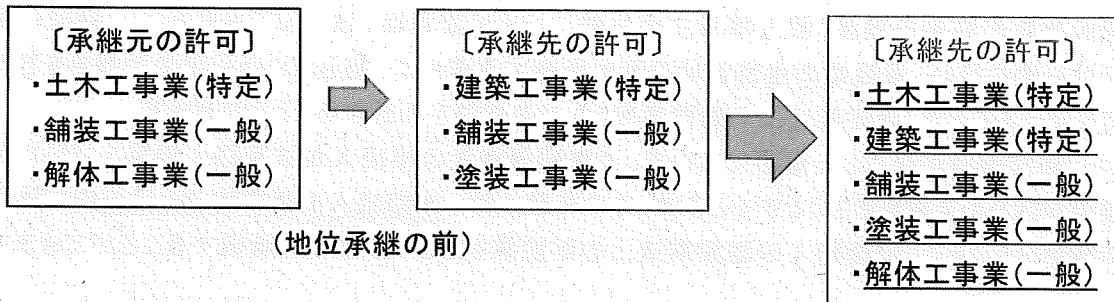 〔承継元の許可〕
・土木工事業(特定)
・舗装工事業(一般)
・解体工事業(一般)
〔承継先の許可〕
・建築工事業(特定)
・舗装工事業(一般)
・塗装工事業(一般)
(地位承継の前)
〔承継先の許可〕
・土木工事業(特定)
・建築工事業(特定)
・舗装工事業(一般)
・塗装工事業(一般)
・解体工事業(一般)